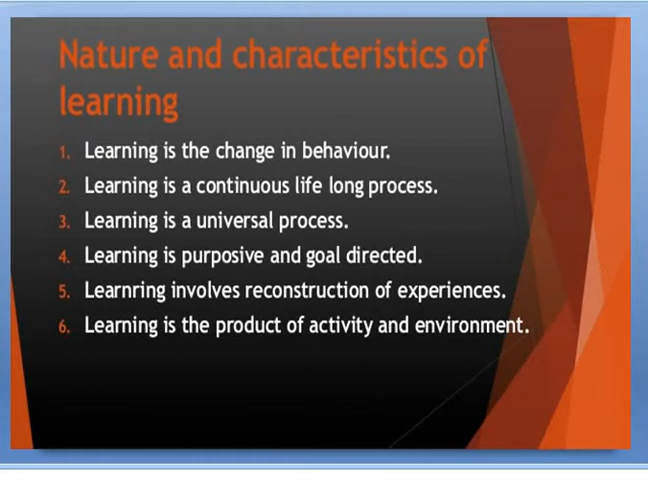 Nature and characteristics of
learning
1. Learning is the change in behaviour.
2. Learning is a continuous life long process.
3. Learning is a universal process.
4. Learning is purposive and goal directed.
5. Learnring involves reconstruction of experiences.
6. Learning is the product of activity and environment.